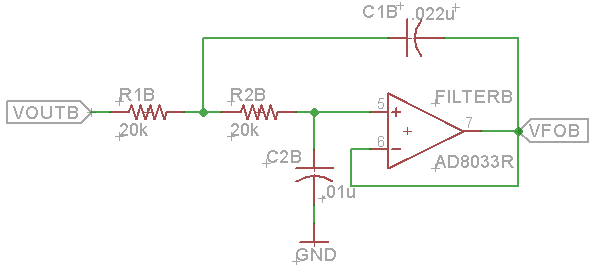 C1B .022u
R1B R2B FILTERB
VOUTB 5 + 7 VFOB
20k 20k 6 -
C2B AD8033R
.01u
GND